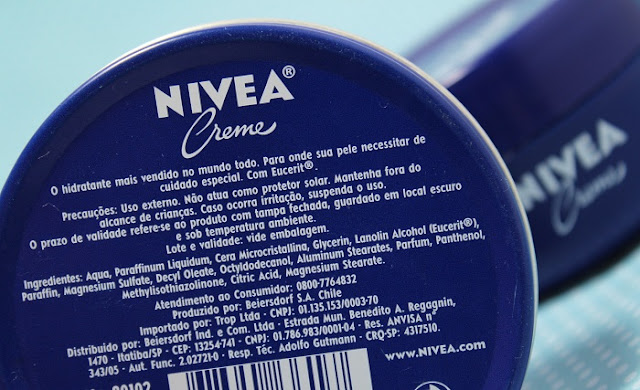 NIVEA®
Creme
O hidratante mais vendido no mundo todo. Para onde sua pele necessitar de
cuidado especial. Com Eucerit®.
Precauções: Uso externo. Não atua como protetor solar. Mantenha fora do
alcance de crianças. Caso ocorra irritação, suspenda o uso.
O prazo de validade refere-se ao produto com tampa fechada, guardado em local escuro
e sob temperatura ambiente.
Lote e validade: vide embalagem.
Ingredientes: Aqua, Paraffinum Liquidum, Cera Microcristallina, Glycerin, Lanolin Alcohol (Eucerit®),
Paraffin, Magnesium Sulfate, Decyl Oleate, Octyldodecanol, Aluminum Stearates, Parfum, Panthenol,
Methylisothiazolinone, Citric Acid, Magnesium Stearate.
Atendimento ao Consumidor: 0800-7764832
Produzido por: Beiersdorf S.A. Chile
Importado por: Trop Ltda - CNPJ: 01.135.153/0003-70
Distribuído por: Beiersdorf Ind. e Com. Ltda - Estrada Mun. Benedito A. Regagnin,
1470 - Itatiba/SP - CEP: 13254-741 - CNPJ: 01.786.983/0001-04 - Res. ANVISA nº
343/05 - Aut. Func. 2.02721-0 - Resp. Téc. Adolfo Gutmann - CRQ-SP: 4317510.
www.NIVEA.com
80102
NIVEA
Creme